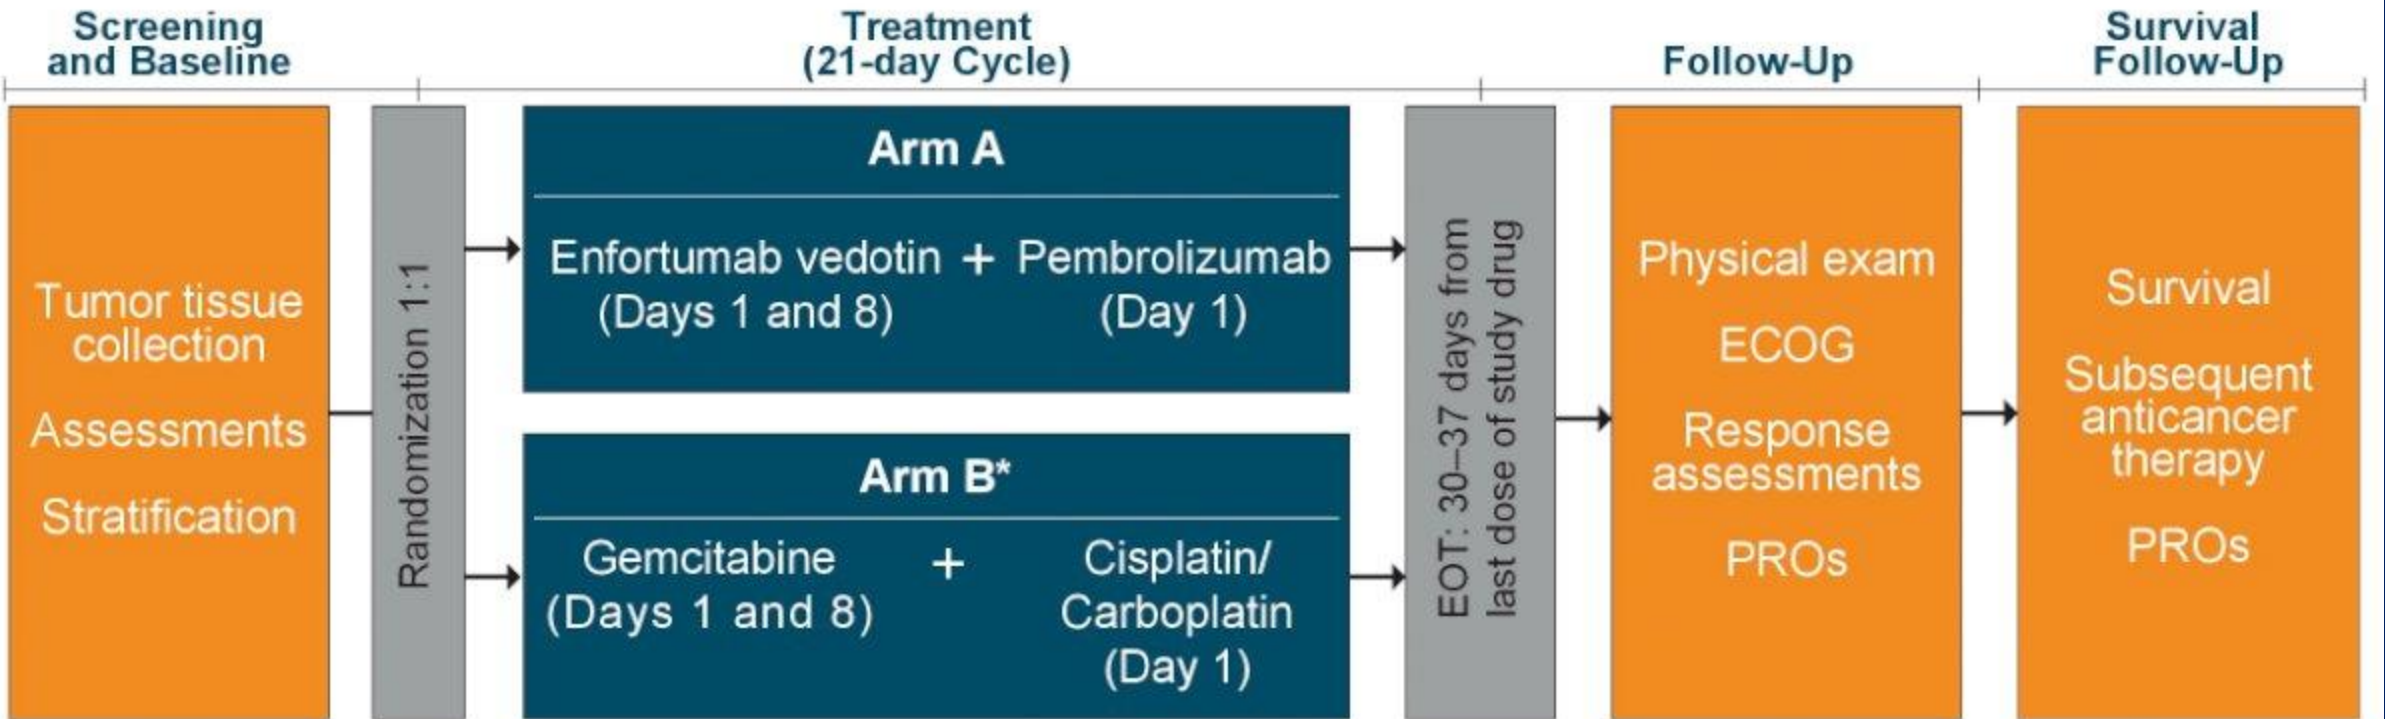 Screening
and Baseline
Treatment
(21-day Cycle)
Follow-Up
Survival
Follow-Up
Tumor tissue
collection
Assessments
Stratification
Randomization 1:1
Arm A
Enfortumab vedotin + Pembrolizumab
(Days 1 and 8) (Day 1)
Arm B*
Gemcitabine + Cisplatin/
(Days 1 and 8) Carboplatin
(Day 1)
EOT: 30–37 days from
last dose of study drug
Physical exam
ECOG
Response
assessments
PROs
Survival
Subsequent
anticancer
therapy
PROs